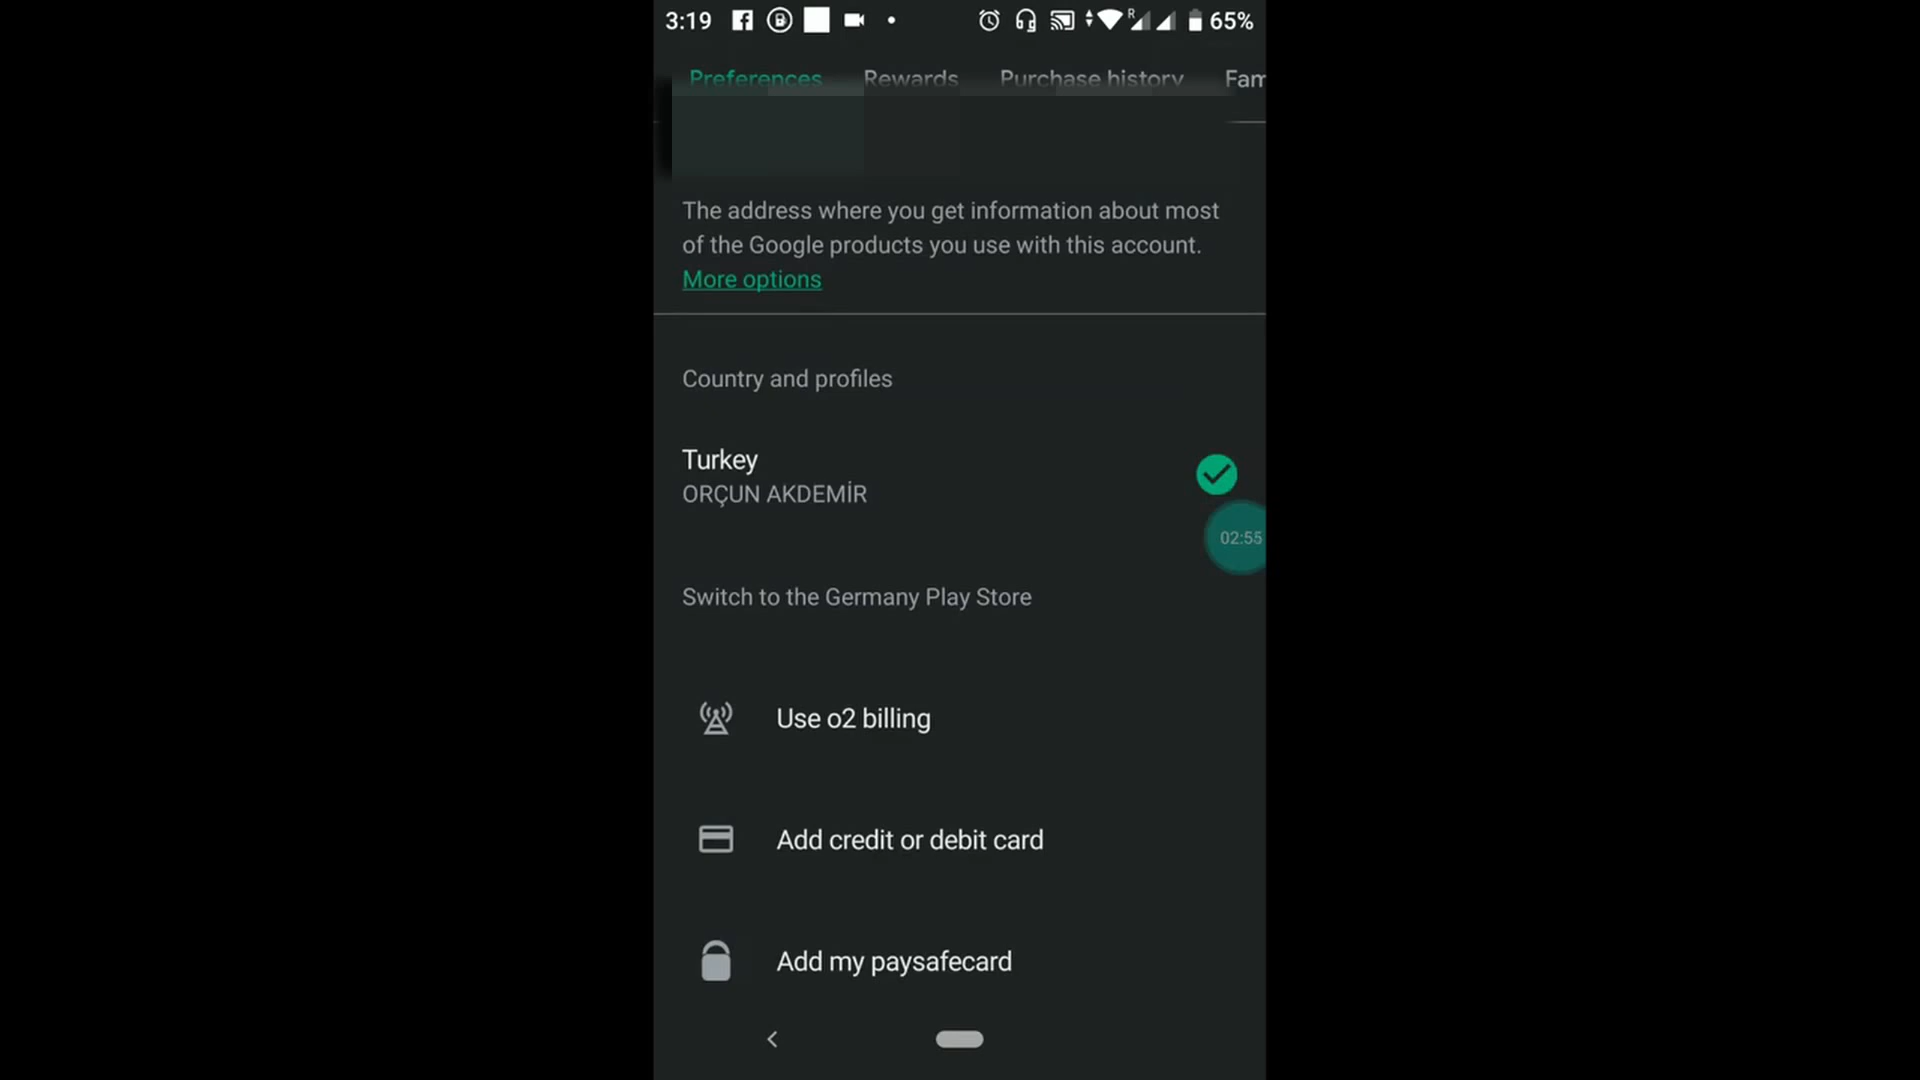 3:19
R
65%
Preferences
Rewards
Purchase history
Fam
The address where you get information about most
of the Google products you use with this account.
More options
Country and profiles
Turkey
ORÇUN AKDEMİR
02:55
Switch to the Germany Play Store
Use o2 billing
Add credit or debit card
Add my paysafecard